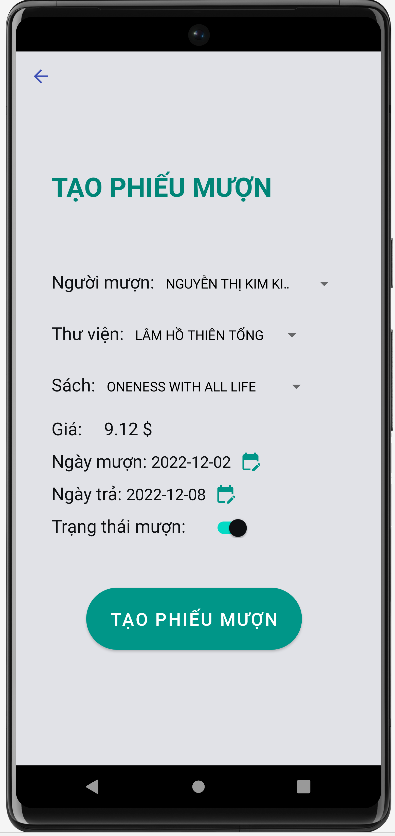 TẠO PHIẾU MƯỢN
Người mượn: NGUYỄN THỊ KIM KI..
Thư viện: LÂM HỒ THIÊN TỐNG
Sách: ONENESS WITH ALL LIFE
Giá: 9.12 $
Ngày mượn: 2022-12-02
Ngày trả: 2022-12-08
Trạng thái mượn:
TẠO PHIẾU MƯỢN